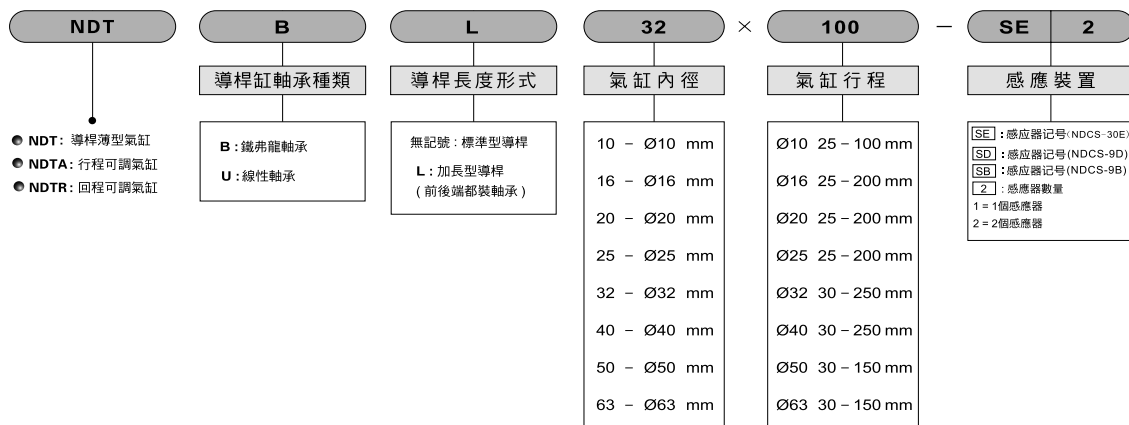 NDT B L 32 × 100 – SE 2
導桿缸軸承種類
導桿長度形式
氣缸內徑
氣缸行程
感應裝置
NDT: 導桿薄型氣缸
NDTA: 行程可調氣缸
NDTR: 回程可調氣缸
B: 鐵弗龍軸承
U: 線性軸承
無記號: 標準型導桿
L: 加長型導桿
(前後端都裝軸承)
10 – Ø10 mm
16 – Ø16 mm
20 – Ø20 mm
25 – Ø25 mm
32 – Ø32 mm
40 – Ø40 mm
50 – Ø50 mm
63 – Ø63 mm
Ø10 25–100 mm
Ø16 25–200 mm
Ø20 25–200 mm
Ø25 25–200 mm
Ø32 30–250 mm
Ø40 30–250 mm
Ø50 30–150 mm
Ø63 30–150 mm
SE : 感应器记号(NDCS-30E)
SD : 感应器记号(NDCS-9D)
SB : 感应器记号(NDCS-9B)
2 : 感應器數量
1 = 1個感應器
2 = 2個感應器